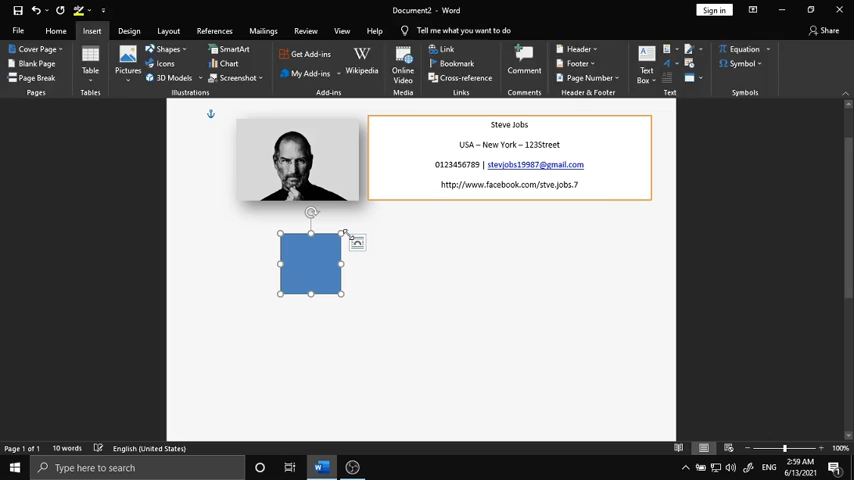 Document2 - Word
Sign in
File Home Insert Design Layout References Mailings Review View Help Tell me what you want to do Share
Cover Page
Blank Page
Page Break
Pages
Table
Tables
Pictures
Shapes
Icons
3D Models
SmartArt
Chart
Screenshot
Illustrations
Get Add-ins
My Add-ins
Wikipedia
Add-ins
Online
Video
Media
Link
Bookmark
Cross-reference
Links
Comment
Comments
Header
Footer
Page Number
Header & Footer
Text
Box
Text
Equation
Symbol
Symbols
Steve Jobs
USA – New York – 123Street
0123456789 | stevjobs19987@gmail.com
http://www.facebook.com/stve.jobs.7
Page 1 of 1 10 words English (United States) 100%
Type here to search
ENG
2:59 AM
6/13/2021